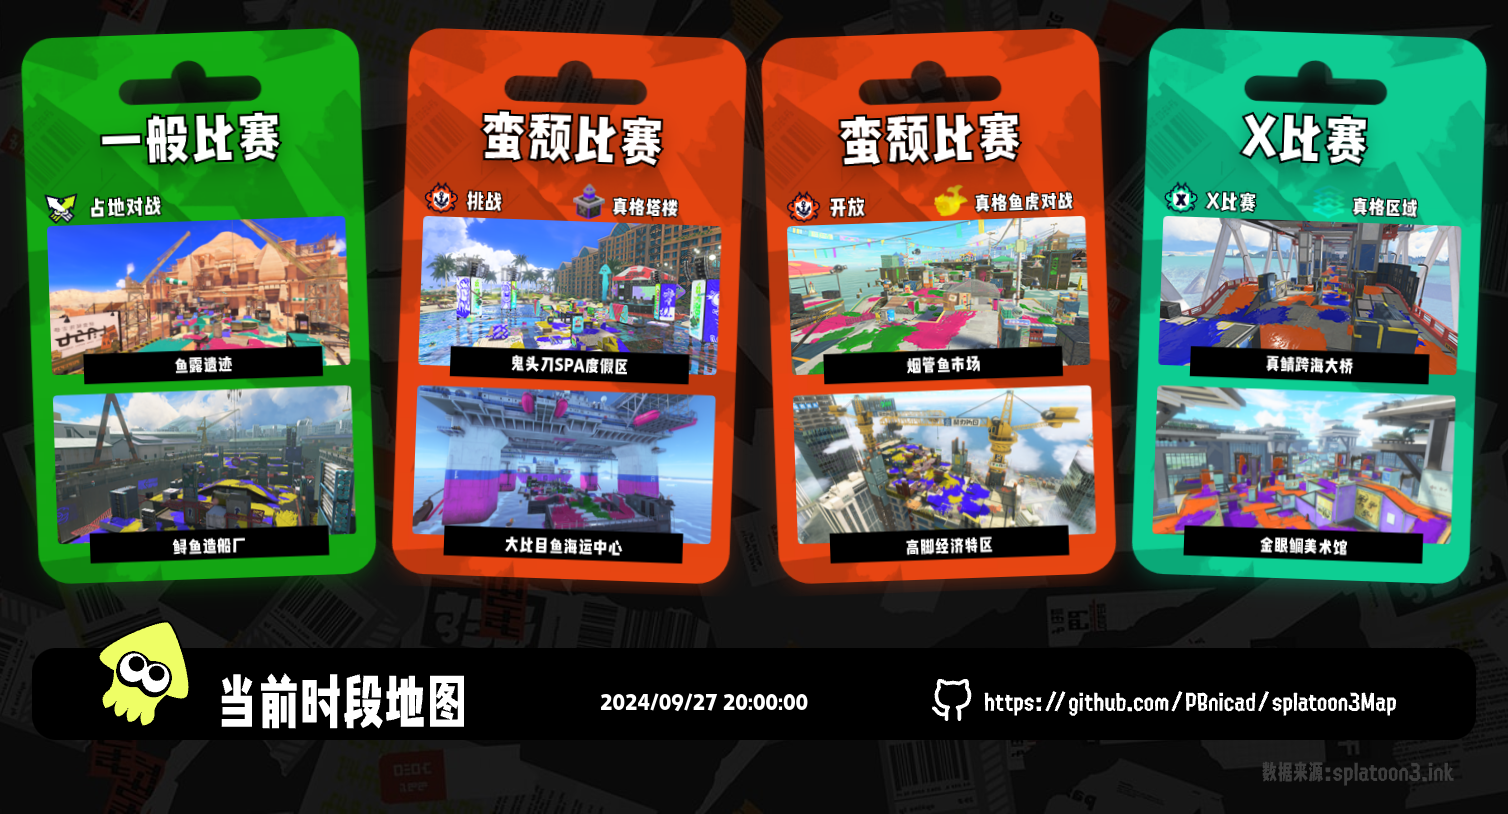 一般比赛
占地对战
鱼露遗迹
鲟鱼造船厂
蛮颓比赛
挑战
真格塔楼
鬼头刀SPA度假区
大比目鱼海运中心
蛮颓比赛
开放
真格鱼虎对战
烟管鱼市场
高脚经济特区
X比赛
X比赛
真格区域
真鲭跨海大桥
金眼鲷美术馆
当前时段地图
2024/09/27 20:00:00
https://github.com/PBnicad/splatoon3Map
数据来源:splatoon3.ink